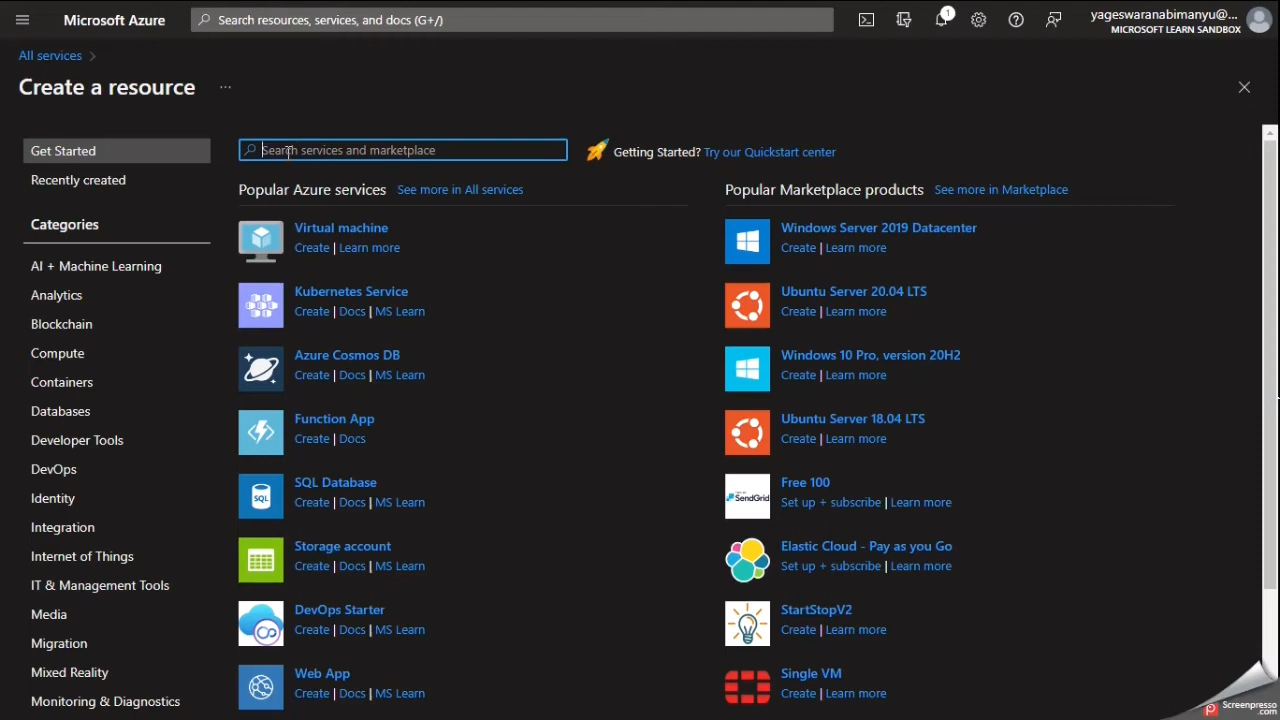 Microsoft Azure
Search resources, services, and docs (G+/)
1
yageswaranabimanyu@...
MICROSOFT LEARN SANDBOX
All services >
Create a resource ...
Get Started
Recently created
Categories
AI + Machine Learning
Analytics
Blockchain
Compute
Containers
Databases
Developer Tools
DevOps
Identity
Integration
Internet of Things
IT & Management Tools
Media
Migration
Mixed Reality
Monitoring & Diagnostics
Search services and marketplace
Getting Started? Try our Quickstart center
Popular Azure services See more in All services
Virtual machine
Create | Learn more
Kubernetes Service
Create | Docs | MS Learn
Azure Cosmos DB
Create | Docs | MS Learn
Function App
Create | Docs
SQL
SQL Database
Create | Docs | MS Learn
Storage account
Create | Docs | MS Learn
DevOps Starter
Create | Docs | MS Learn
Web App
Create | Docs | MS Learn
Popular Marketplace products See more in Marketplace
Windows Server 2019 Datacenter
Create | Learn more
Ubuntu Server 20.04 LTS
Create | Learn more
Windows 10 Pro, version 20H2
Create | Learn more
Ubuntu Server 18.04 LTS
Create | Learn more
SendGrid
Free 100
Set up + subscribe | Learn more
Elastic Cloud - Pay as you Go
Set up + subscribe | Learn more
StartStopV2
Create | Learn more
Single VM
Create | Learn more
Screenpresso
.com